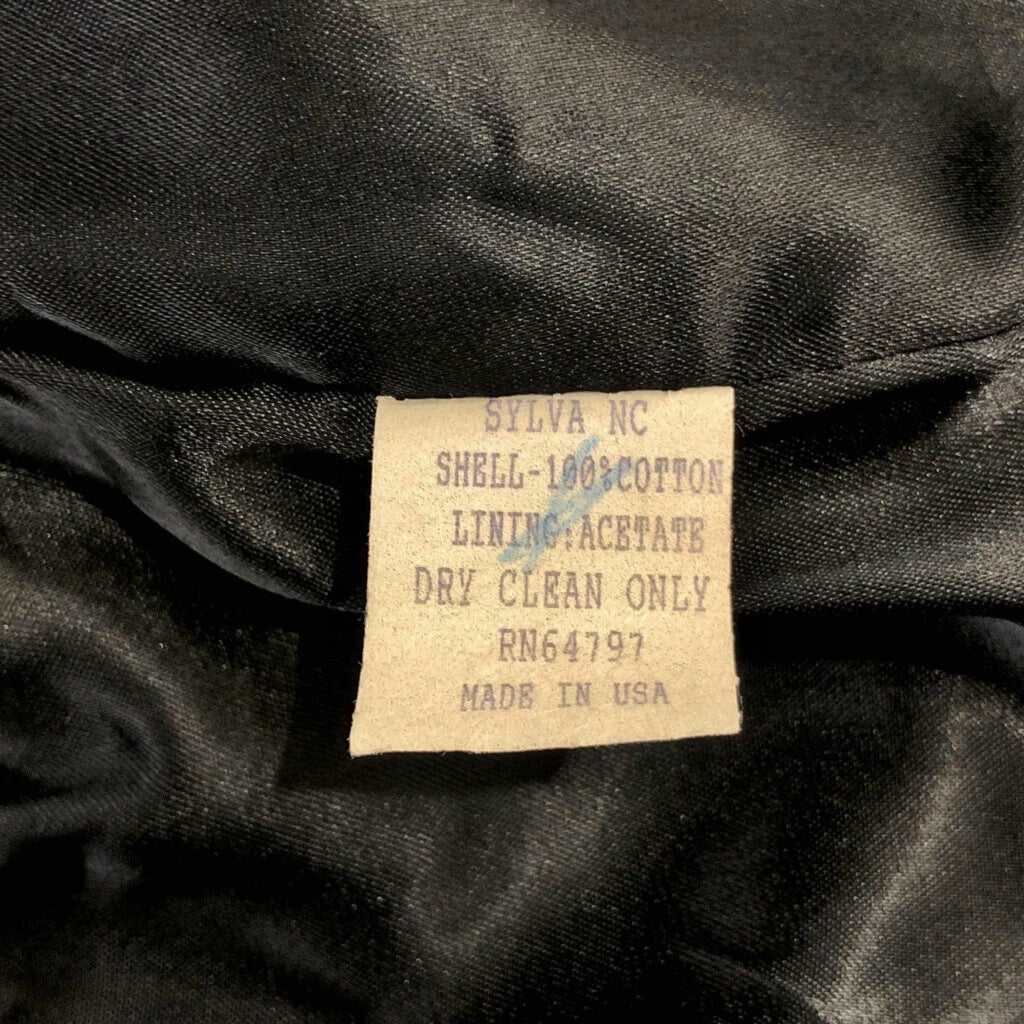 SYLVA NC
SHELL-100%COTTON
LINING:ACETATE
DRY CLEAN ONLY
RN64797
MADE IN USA